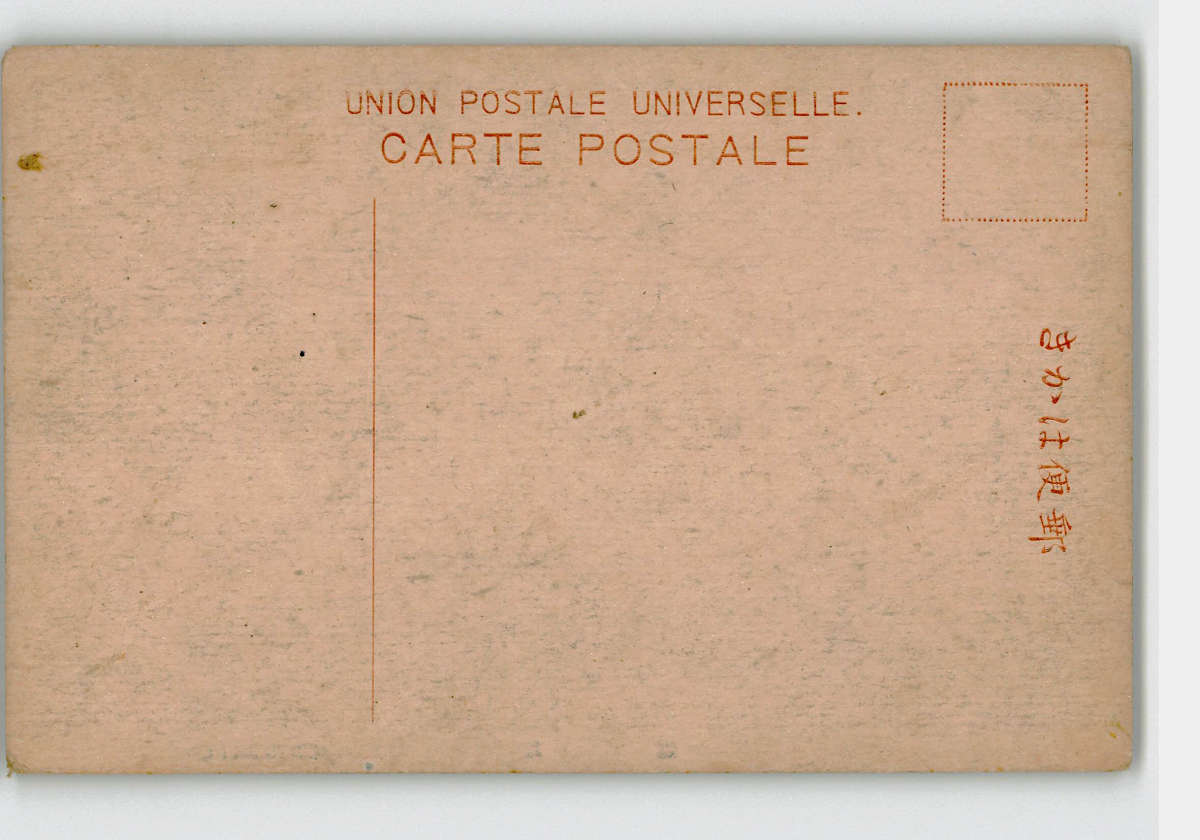 UNION POSTALE UNIVERSELLE.
CARTE POSTALE
郵便はかき